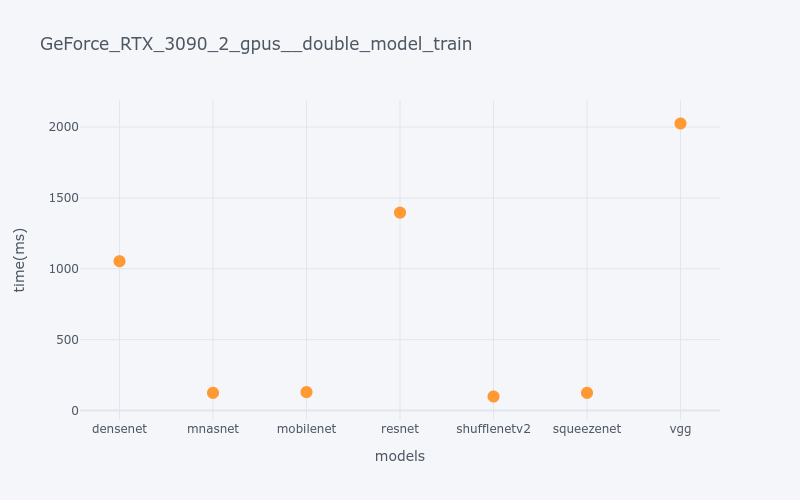 GeForce_RTX_3090_2_gpus__double_model_train
2000
1500
1000
500
0
time(ms)
densenet mnasnet mobilenet resnet shufflenetv2 squeezenet vgg
models